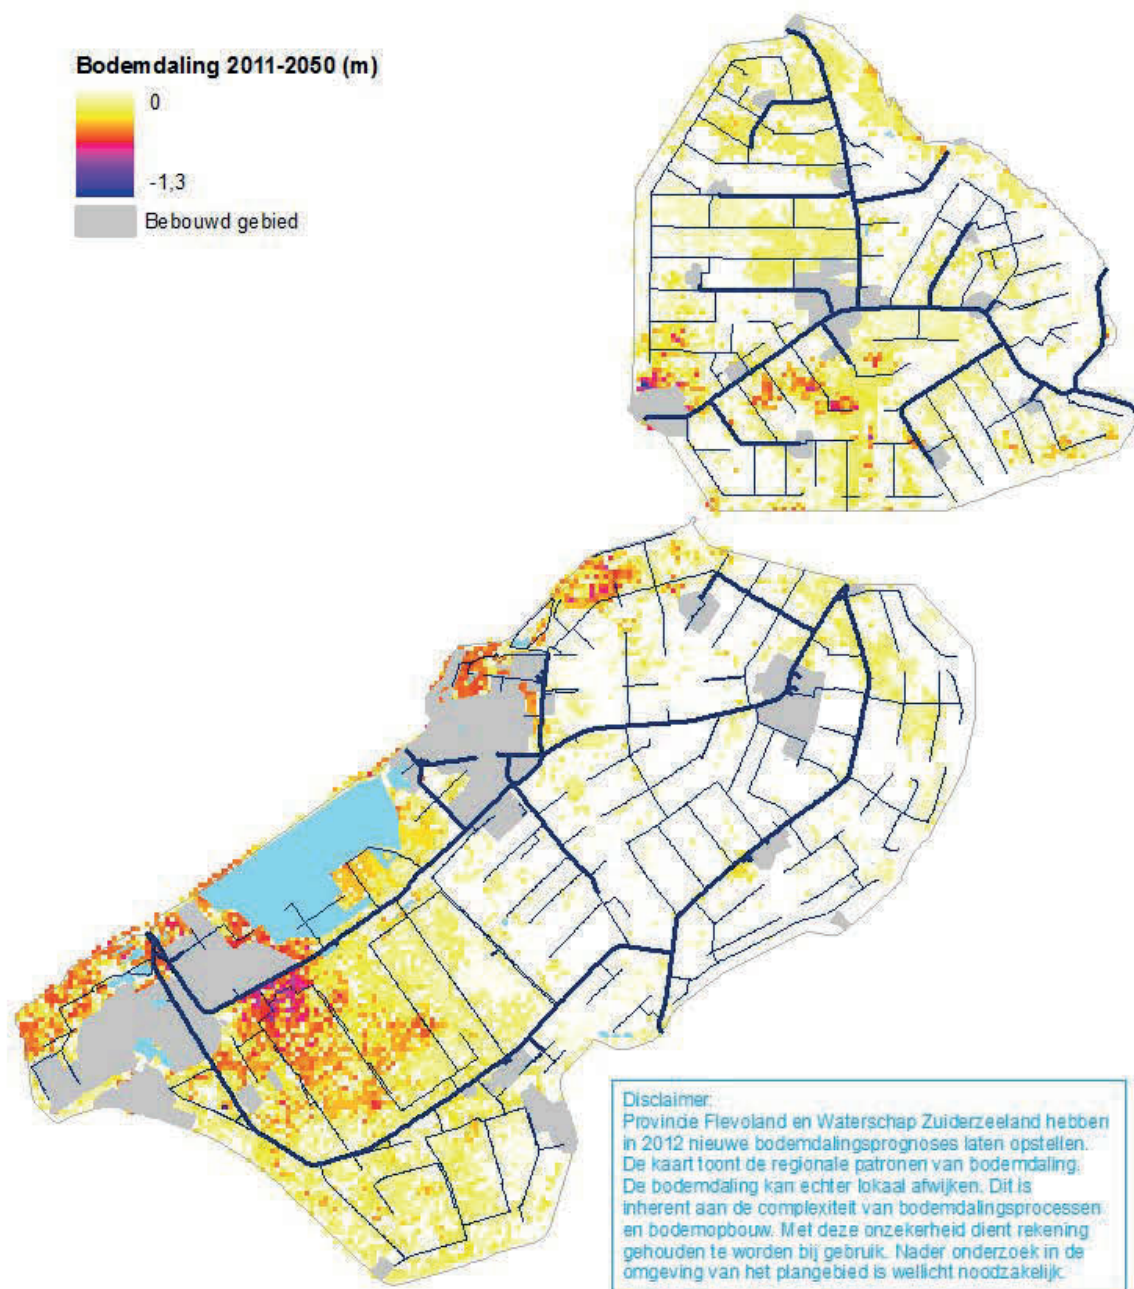 Bodemdaling 2011-2050 (m)
0
-1,3
Bebouwd gebied
Disclaimer:
Provincie Flevoland en Waterschap Zuiderzeeland hebben
in 2012 nieuwe bodemdalingsprognoses laten opstellen.
De kaart toont de regionale patronen van bodemdaling.
De bodemdaling kan echter lokaal afwijken. Dit is
inherent aan de complexiteit van bodemdalingsprocessen
en bodemopbouw. Met deze onzekerheid dient rekening
gehouden te worden bij gebruik. Nader onderzoek in de
omgeving van het plangebied is wellicht noodzakelijk.